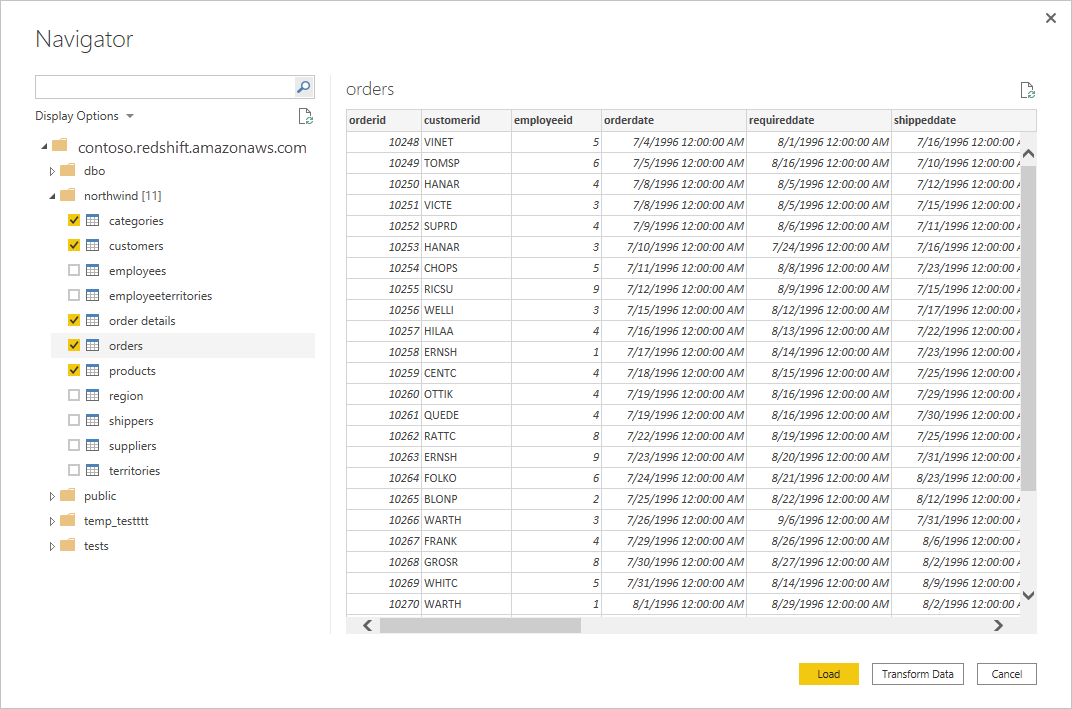 Navigator
Display Options
contoso.redshift.amazonaws.com
dbo
northwind [11]
categories
customers
employees
employeeterritories
order details
orders
products
region
shippers
suppliers
territories
public
temp_testttt
tests
orders
orderid customerid employeeid orderdate requireddate shippeddate
10248 VINET 5 7/4/1996 12:00:00 AM 8/1/1996 12:00:00 AM 7/16/1996 12:00:00 A
10249 TOMSP 6 7/5/1996 12:00:00 AM 8/16/1996 12:00:00 AM 7/10/1996 12:00:00 A
10250 HANAR 4 7/8/1996 12:00:00 AM 8/5/1996 12:00:00 AM 7/12/1996 12:00:00 A
10251 VICTE 3 7/8/1996 12:00:00 AM 8/5/1996 12:00:00 AM 7/15/1996 12:00:00 A
10252 SUPRD 4 7/9/1996 12:00:00 AM 8/6/1996 12:00:00 AM 7/11/1996 12:00:00 A
10253 HANAR 3 7/10/1996 12:00:00 AM 7/24/1996 12:00:00 AM 7/16/1996 12:00:00 A
10254 CHOPS 5 7/11/1996 12:00:00 AM 8/8/1996 12:00:00 AM 7/23/1996 12:00:00 A
10255 RICSU 9 7/12/1996 12:00:00 AM 8/9/1996 12:00:00 AM 7/15/1996 12:00:00 A
10256 WELLI 3 7/15/1996 12:00:00 AM 8/12/1996 12:00:00 AM 7/17/1996 12:00:00 A
10257 HILAA 4 7/16/1996 12:00:00 AM 8/13/1996 12:00:00 AM 7/22/1996 12:00:00 A
10258 ERNSH 1 7/17/1996 12:00:00 AM 8/14/1996 12:00:00 AM 7/23/1996 12:00:00 A
10259 CENTC 4 7/18/1996 12:00:00 AM 8/15/1996 12:00:00 AM 7/25/1996 12:00:00 A
10260 OTTIK 4 7/19/1996 12:00:00 AM 8/16/1996 12:00:00 AM 7/29/1996 12:00:00 A
10261 QUEDE 4 7/19/1996 12:00:00 AM 8/16/1996 12:00:00 AM 7/30/1996 12:00:00 A
10262 RATTC 8 7/22/1996 12:00:00 AM 8/19/1996 12:00:00 AM 7/25/1996 12:00:00 A
10263 ERNSH 9 7/23/1996 12:00:00 AM 8/20/1996 12:00:00 AM 7/31/1996 12:00:00 A
10264 FOLKO 6 7/24/1996 12:00:00 AM 8/21/1996 12:00:00 AM 8/23/1996 12:00:00 A
10265 BLONP 2 7/25/1996 12:00:00 AM 8/22/1996 12:00:00 AM 8/12/1996 12:00:00 A
10266 WARTH 3 7/26/1996 12:00:00 AM 9/6/1996 12:00:00 AM 7/31/1996 12:00:00 A
10267 FRANK 4 7/29/1996 12:00:00 AM 8/26/1996 12:00:00 AM 8/6/1996 12:00:00 A
10268 GROSR 8 7/30/1996 12:00:00 AM 8/27/1996 12:00:00 AM 8/2/1996 12:00:00 A
10269 WHITC 5 7/31/1996 12:00:00 AM 8/14/1996 12:00:00 AM 8/9/1996 12:00:00 A
10270 WARTH 1 8/1/1996 12:00:00 AM 8/29/1996 12:00:00 AM 8/2/1996 12:00:00 A
Load Transform Data Cancel